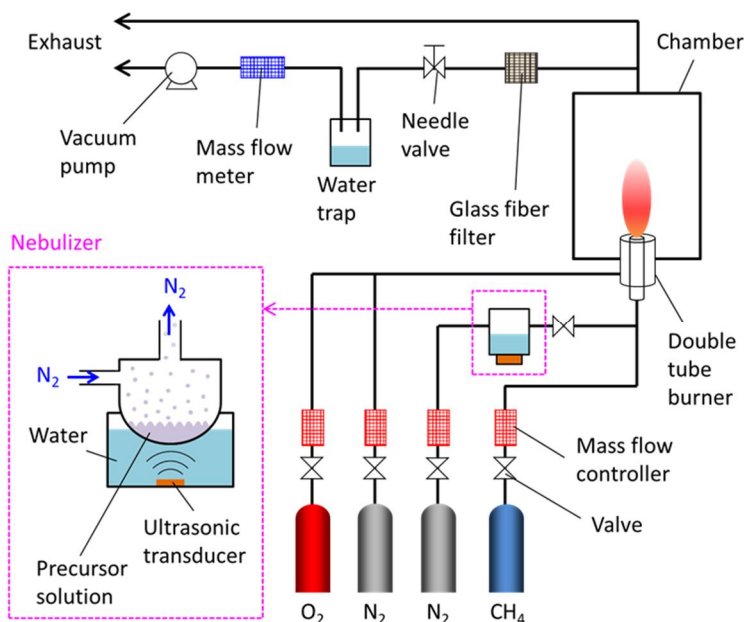 Exhaust
Chamber
Vacuum
pump
Mass flow
meter
Water
trap
Needle
valve
Glass fiber
filter
Nebulizer
N₂
N₂
Water
Ultrasonic
transducer
Precursor
solution
Double
tube
burner
Mass flow
controller
Valve
O₂
N₂
N₂
CH₄